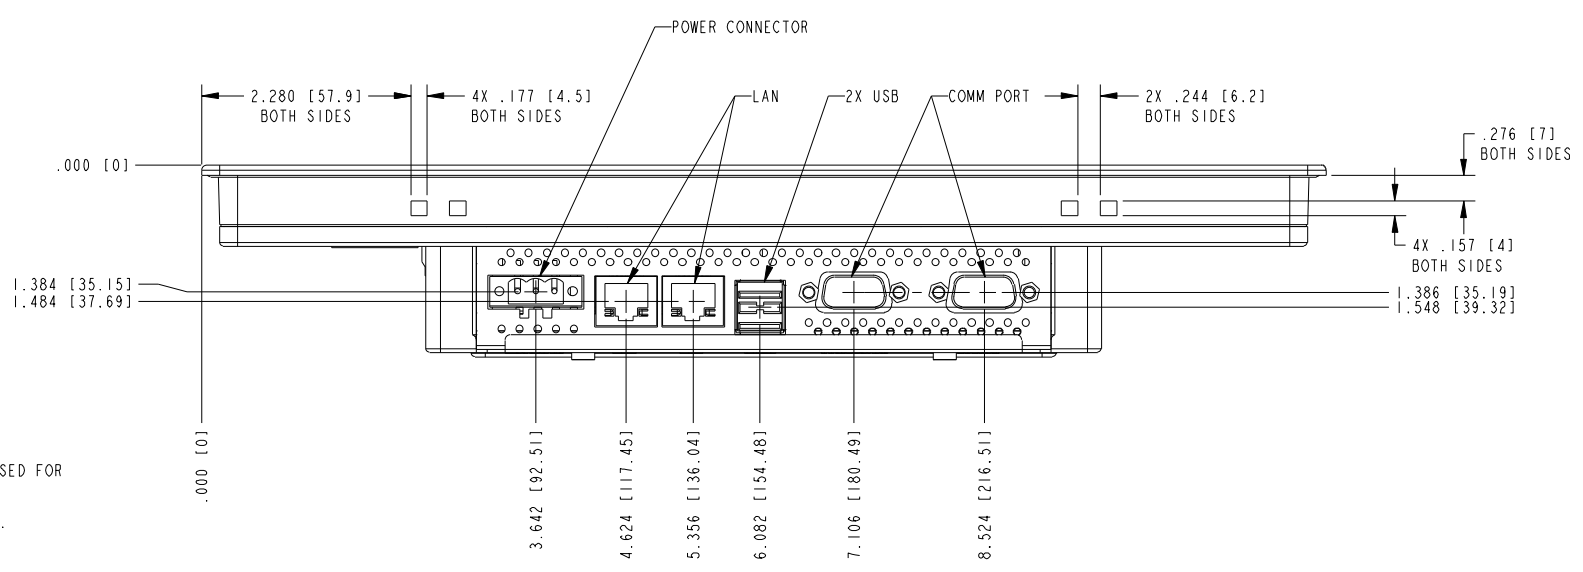 POWER CONNECTOR
2.280 [57.9]
BOTH SIDES
4X .177 [4.5]
BOTH SIDES
LAN
2X USB
COMM PORT
2X .244 [6.2]
BOTH SIDES
.276 [7]
BOTH SIDES
.000 [0]
4X .157 [4]
BOTH SIDES
1.384 [35.15]
1.484 [37.69]
1.386 [35.19]
1.548 [39.32]
.000 [0]
3.642 [92.51]
4.624 [117.45]
5.356 [136.04]
6.082 [154.48]
7.106 [180.49]
8.524 [216.51]
SED FOR
.